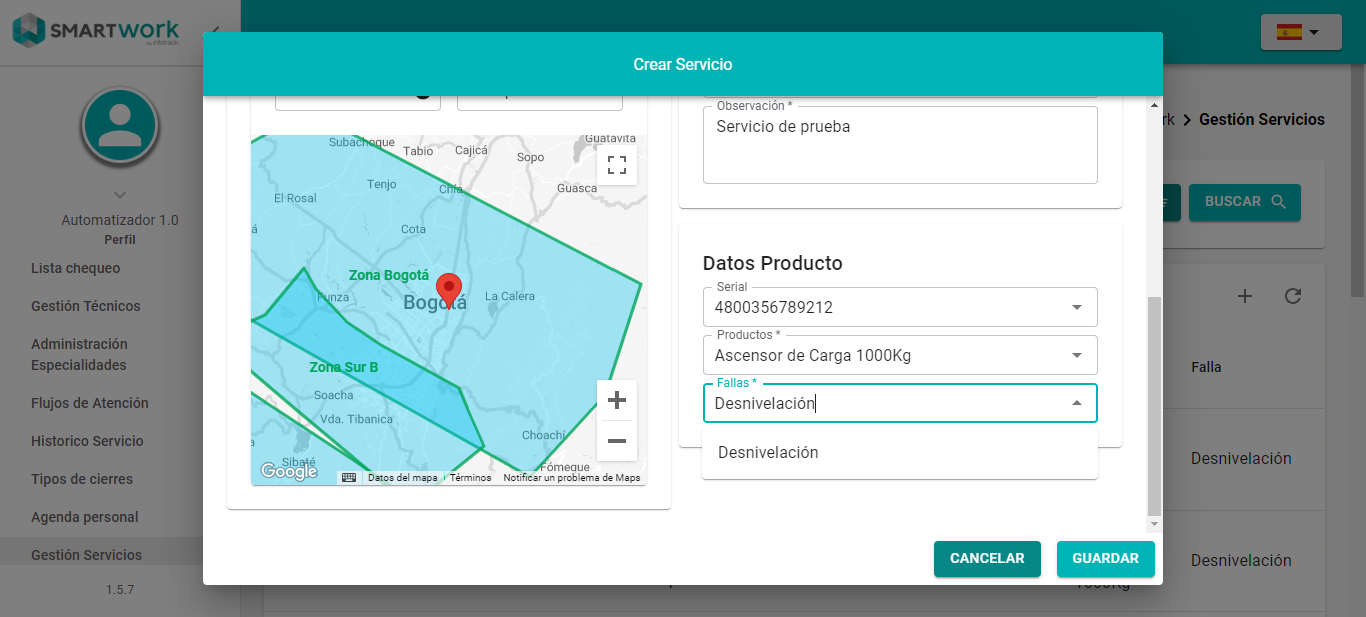 SMARTWORK
Crear Servicio
Automatizador 1.0
Perfil
Lista chequeo
Gestión Técnicos
Administración
Especialidades
Flujos de Atención
Historico Servicio
Tipos de cierres
Agenda personal
Gestión Servicios
1.5.7
Subachoque
Tabio
Cajicá
Sopo
Guatavita
Tenjo
Chía
Guasca
El Rosal
Cota
Zona Bogotá
Funza
Bogotá
La Calera
Zona Sur B
Soacha
Vda. Tibanica
Choachí
Sibaté
Fómeque
Google
Datos del mapa
Términos
Notificar un problema de Maps
Observación *
Servicio de prueba
Datos Producto
Serial
4800356789212
Productos *
Ascensor de Carga 1000Kg
Fallas *
Desnivelación
Desnivelación
CANCELAR
GUARDAR
rk > Gestión Servicios
BUSCAR
Falla
Desnivelación
Desnivelación
1000Kg